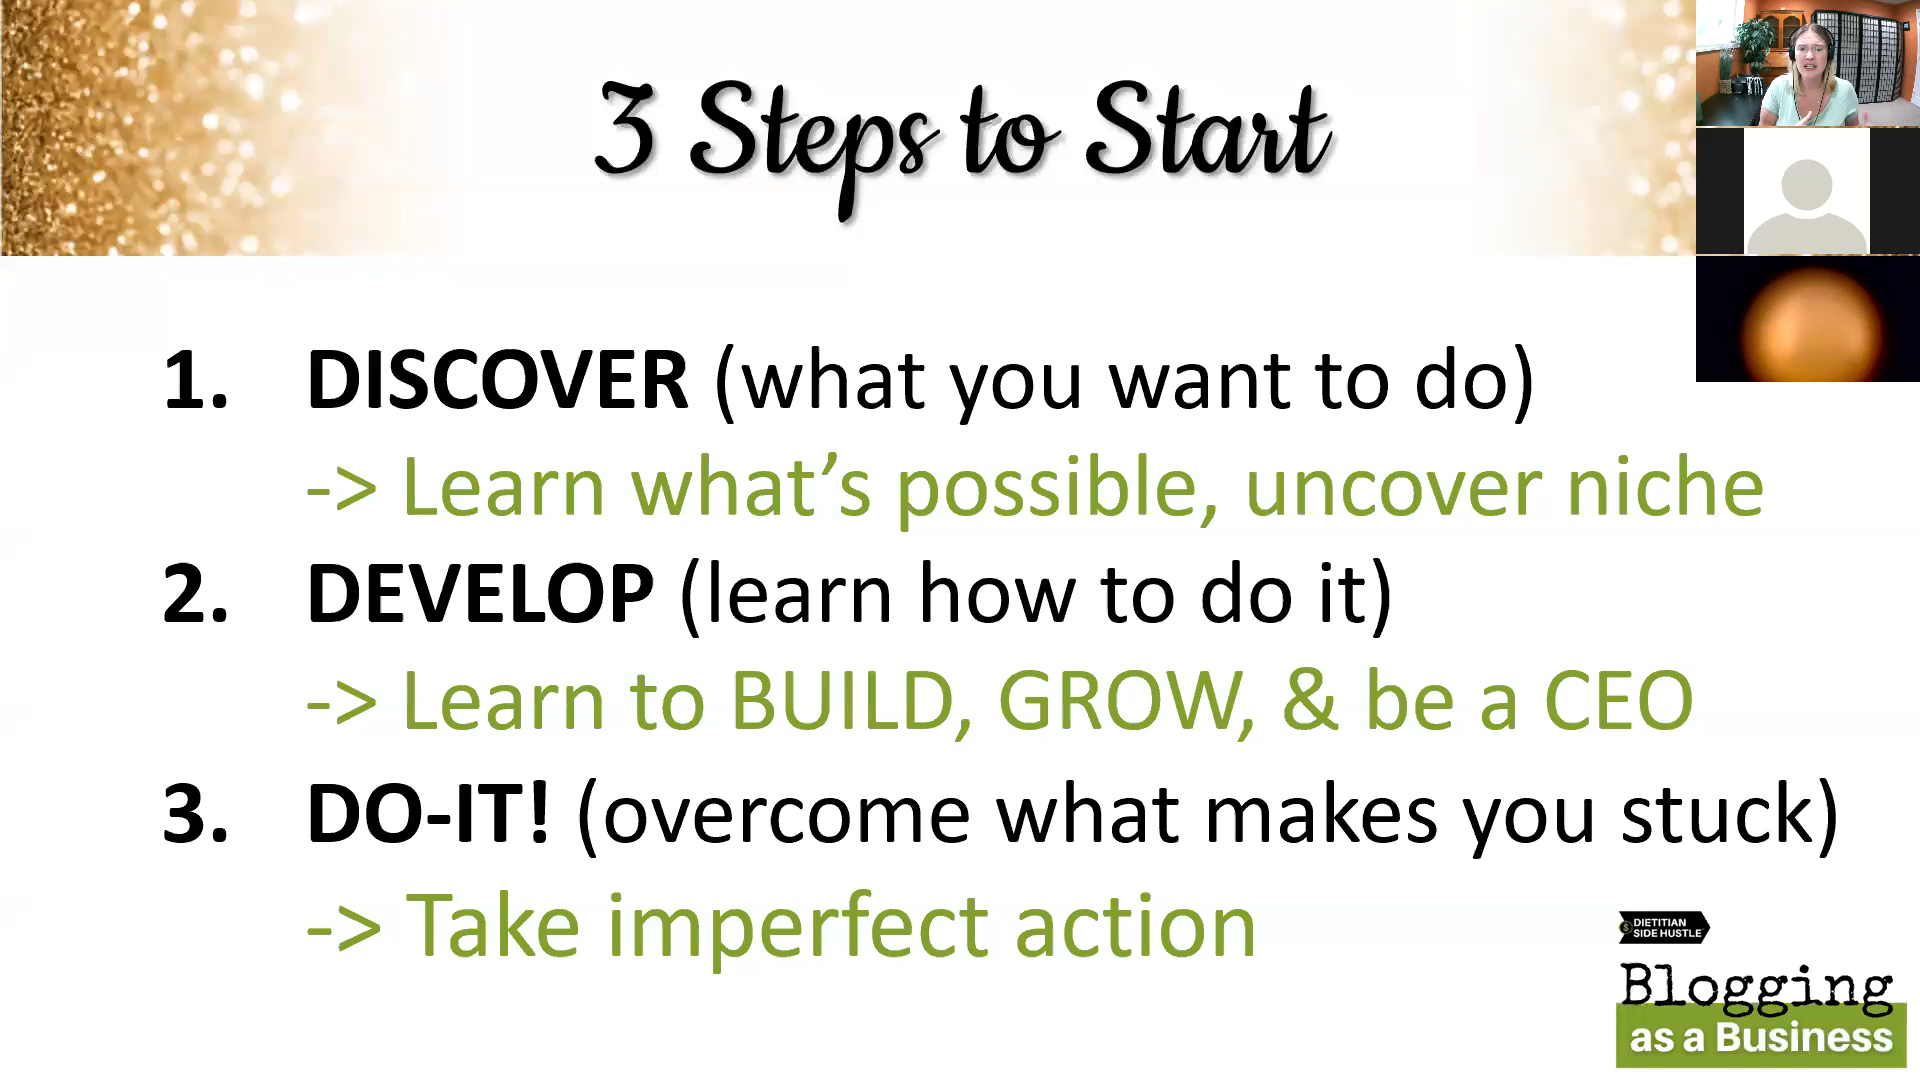 3 Steps to Start
1. DISCOVER (what you want to do)
-> Learn what’s possible, uncover niche
2. DEVELOP (learn how to do it)
-> Learn to BUILD, GROW, & be a CEO
3. DO-IT! (overcome what makes you stuck)
-> Take imperfect action
DIETITIAN
SIDE HUSTLE
Blogging
as a Business